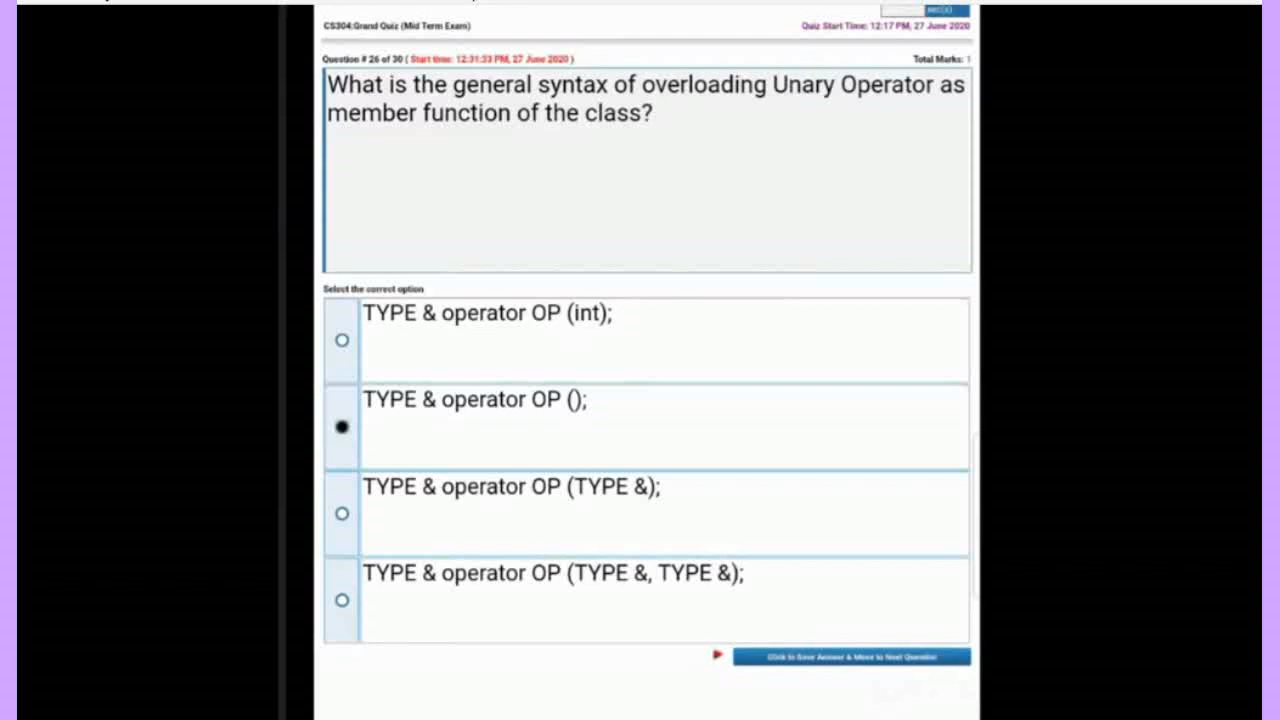 CS304:Grand Quiz (Mid Term Exam)
Quiz Start Time: 12:17 PM, 27 June 2020
Question # 26 of 30 ( Start time: 12:31:33 PM, 27 June 2020 )
Total Marks: 1
What is the general syntax of overloading Unary Operator as
member function of the class?
Select the correct option
TYPE & operator OP (int);
TYPE & operator OP ();
TYPE & operator OP (TYPE &);
TYPE & operator OP (TYPE &, TYPE &);
Click to Save Answer & Move to Next Question